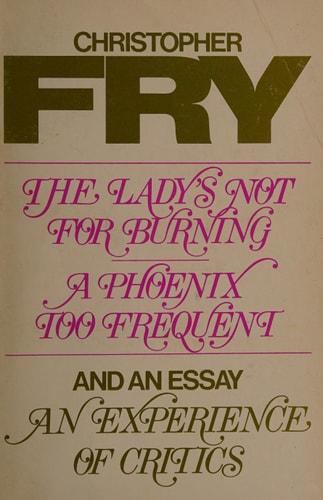 CHRISTOPHER
FRY
THE LADY'S NOT
FOR BURNING
A PHOENIX
TOO FREQUENT
AND AN ESSAY
AN EXPERIENCE
OF CRITICS